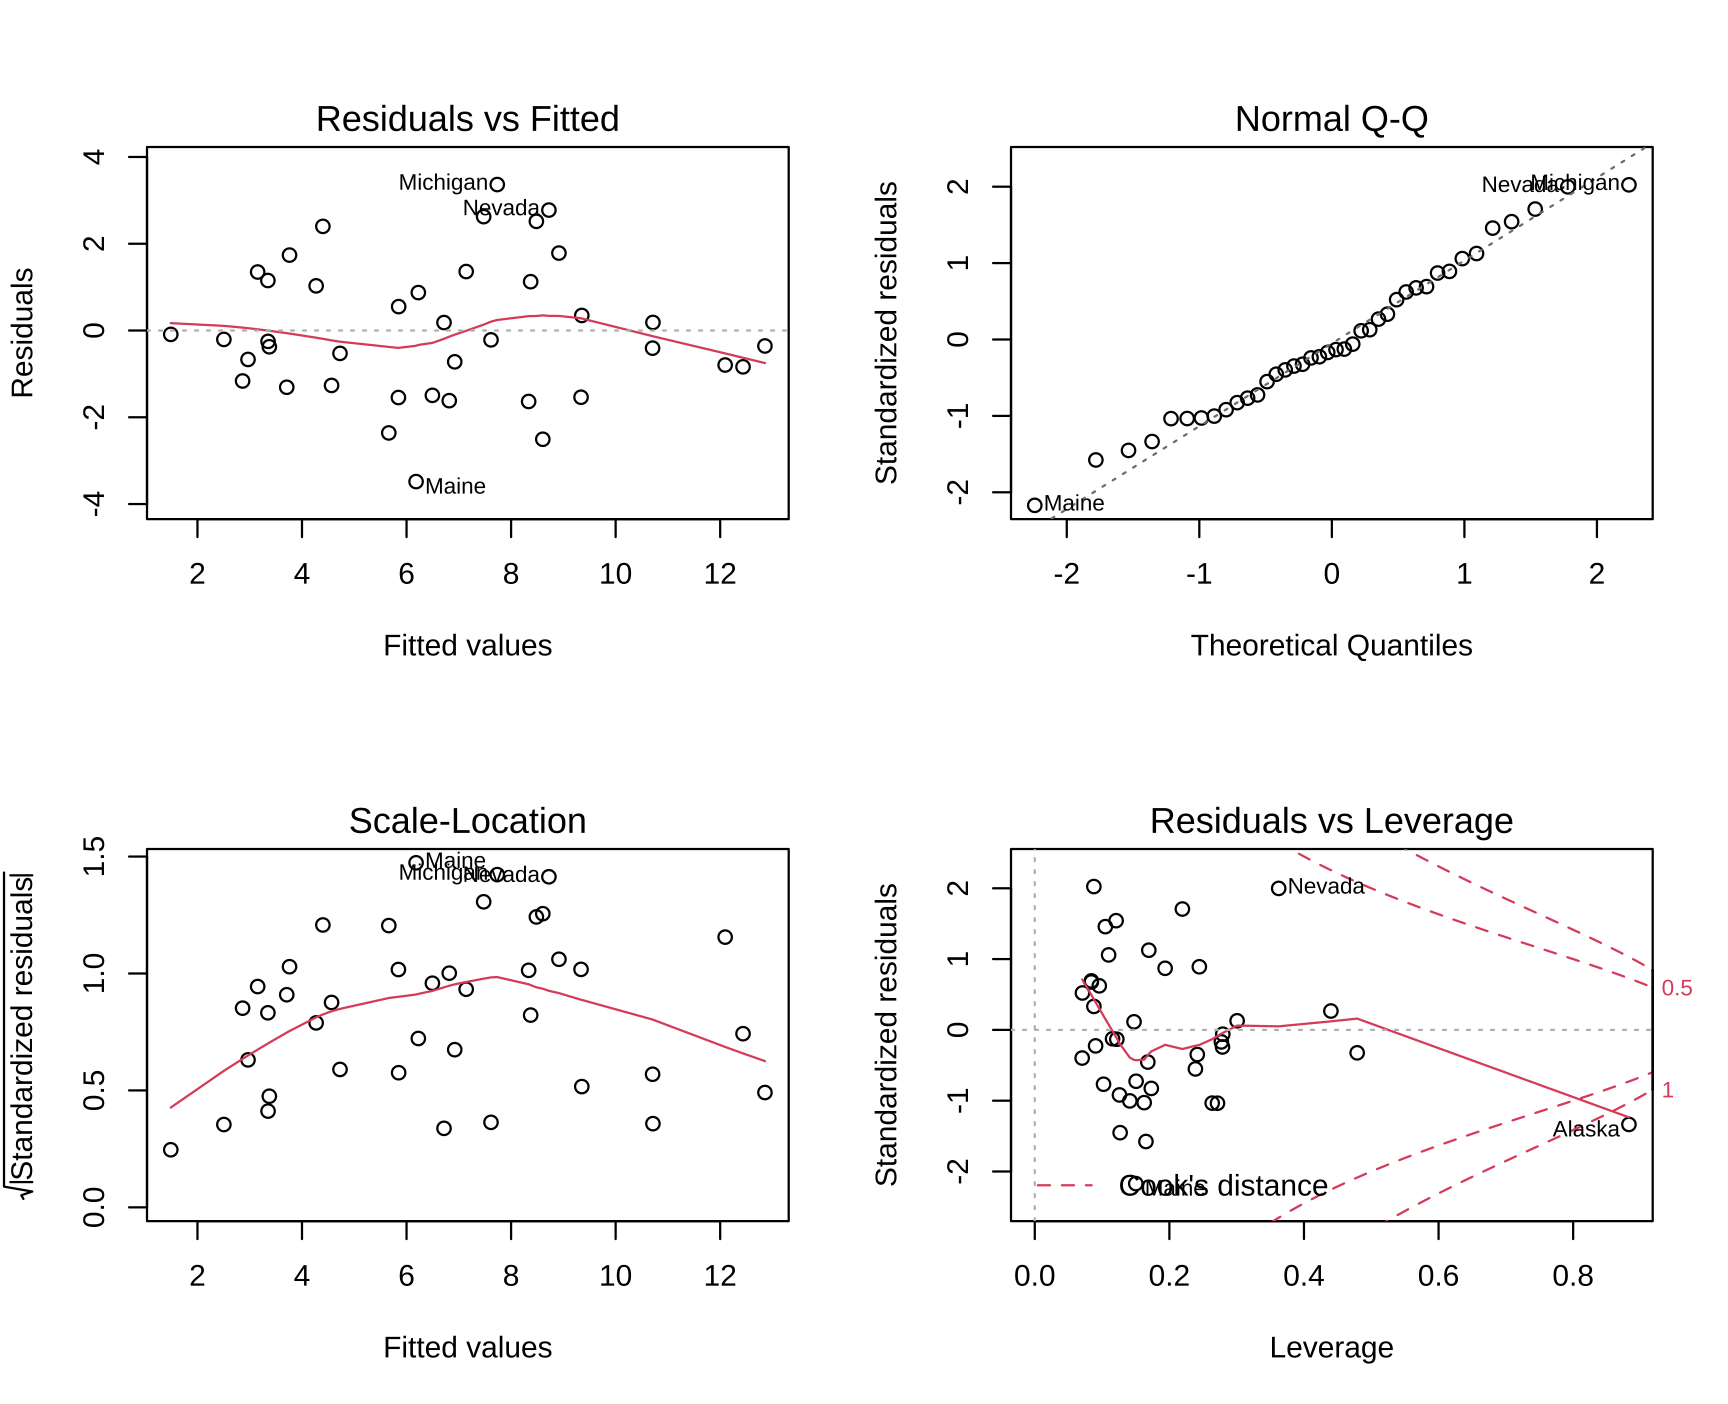 Residuals vs Fitted
Residuals
4
2
0
-2
-4
Michigan
Nevada
Maine
2 4 6 8 10 12
Fitted values
Normal Q-Q
Standardized residuals
2
1
0
-1
-2
Nevada
Michigan
Maine
-2 -1 0 1 2
Theoretical Quantiles
Scale-Location
√|Standardized residuals|
1.5
1.0
0.5
0.0
Maine
Michigan
Nevada
2 4 6 8 10 12
Fitted values
Residuals vs Leverage
Standardized residuals
2
1
0
-1
-2
Nevada
0.5
1
Alaska
Cook's distance
Maine
0.0 0.2 0.4 0.6 0.8
Leverage